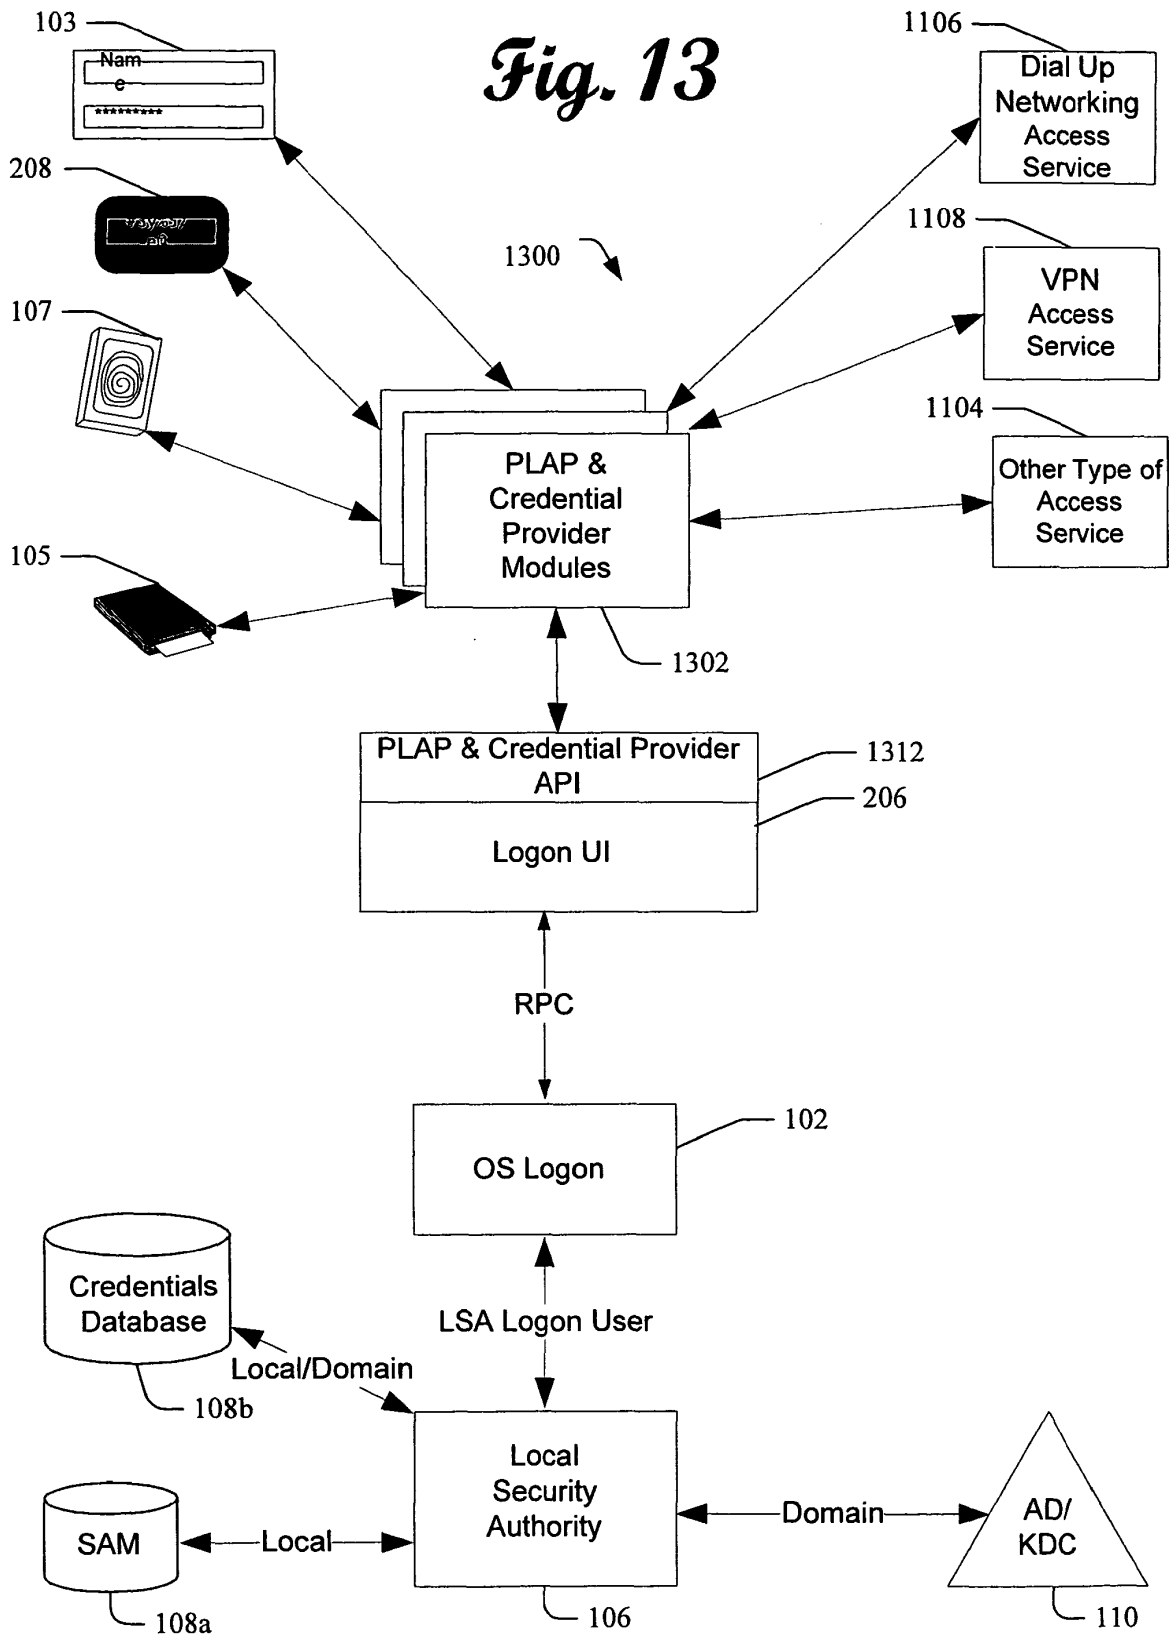 Fig. 13
103
Nam
e
*********
208
107
105
1300
1106
Dial Up
Networking
Access
Service
1108
VPN
Access
Service
1104
Other Type of
Access
Service
PLAP &
Credential
Provider
Modules
1302
PLAP & Credential Provider
API
1312
206
Logon UI
RPC
102
OS Logon
LSA Logon User
Credentials
Database
Local/Domain
108b
Local
Security
Authority
SAM
Local
Domain
AD/
KDC
108a
106
110